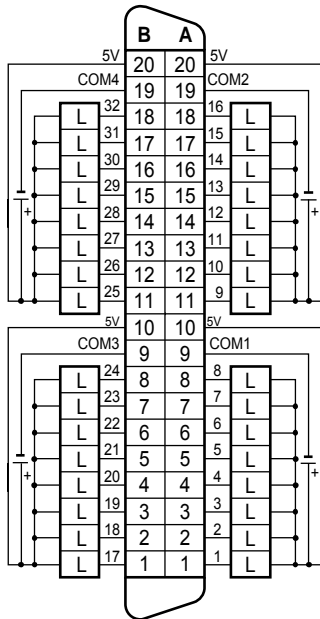 B A
5V 20 20 5V
COM4 19 19 COM2
L 32 18 18 16 L
L 31 17 17 15 L
L 30 16 16 14 L
L 29 15 15 13 L
+ L 28 14 14 12 L +
L 27 13 13 11 L
L 26 12 12 10 L
L 25 11 11 9 L
5V 10 10 5V
COM3 9 9 COM1
L 24 8 8 8 L
L 23 7 7 7 L
L 22 6 6 6 L
L 21 5 5 5 L
+ L 20 4 4 4 L +
L 19 3 3 3 L
L 18 2 2 2 L
L 17 1 1 1 L